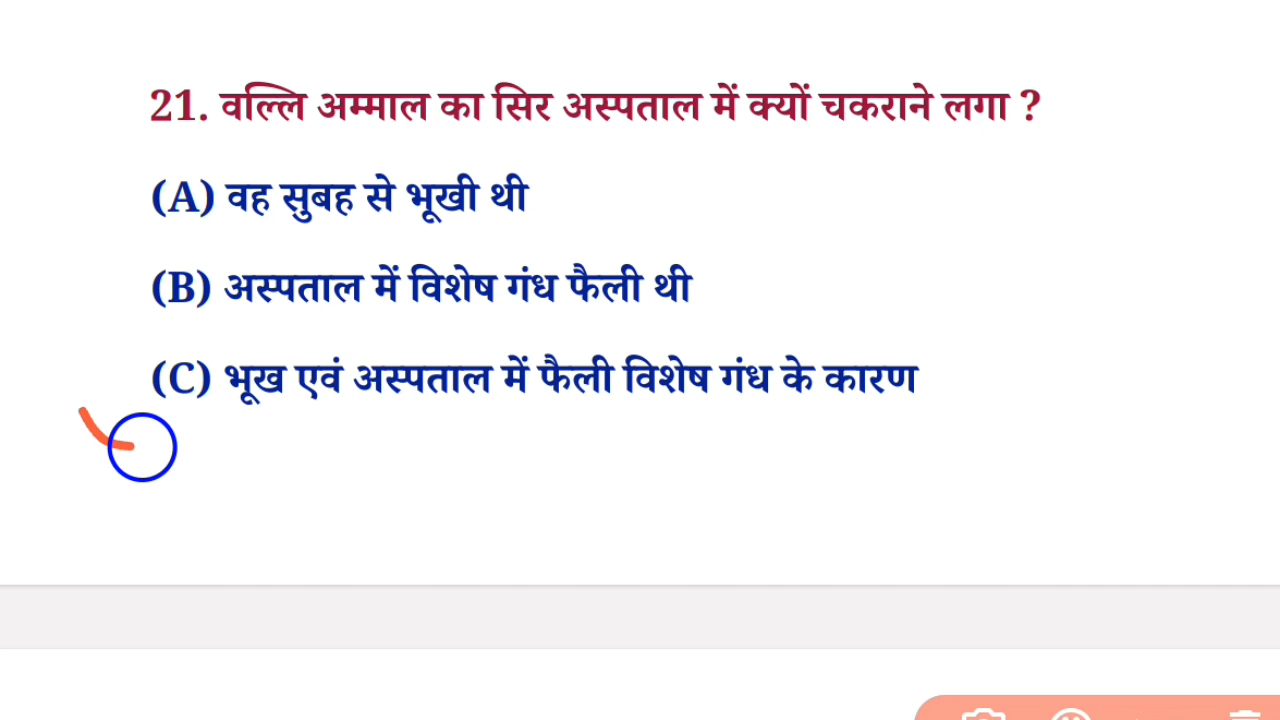 21. वल्लि अम्माल का सिर अस्पताल में क्यों चकराने लगा ?
(A) वह सुबह से भूखी थी
(B) अस्पताल में विशेष गंध फैली थी
(C) भूख एवं अस्पताल में फैली विशेष गंध के कारण